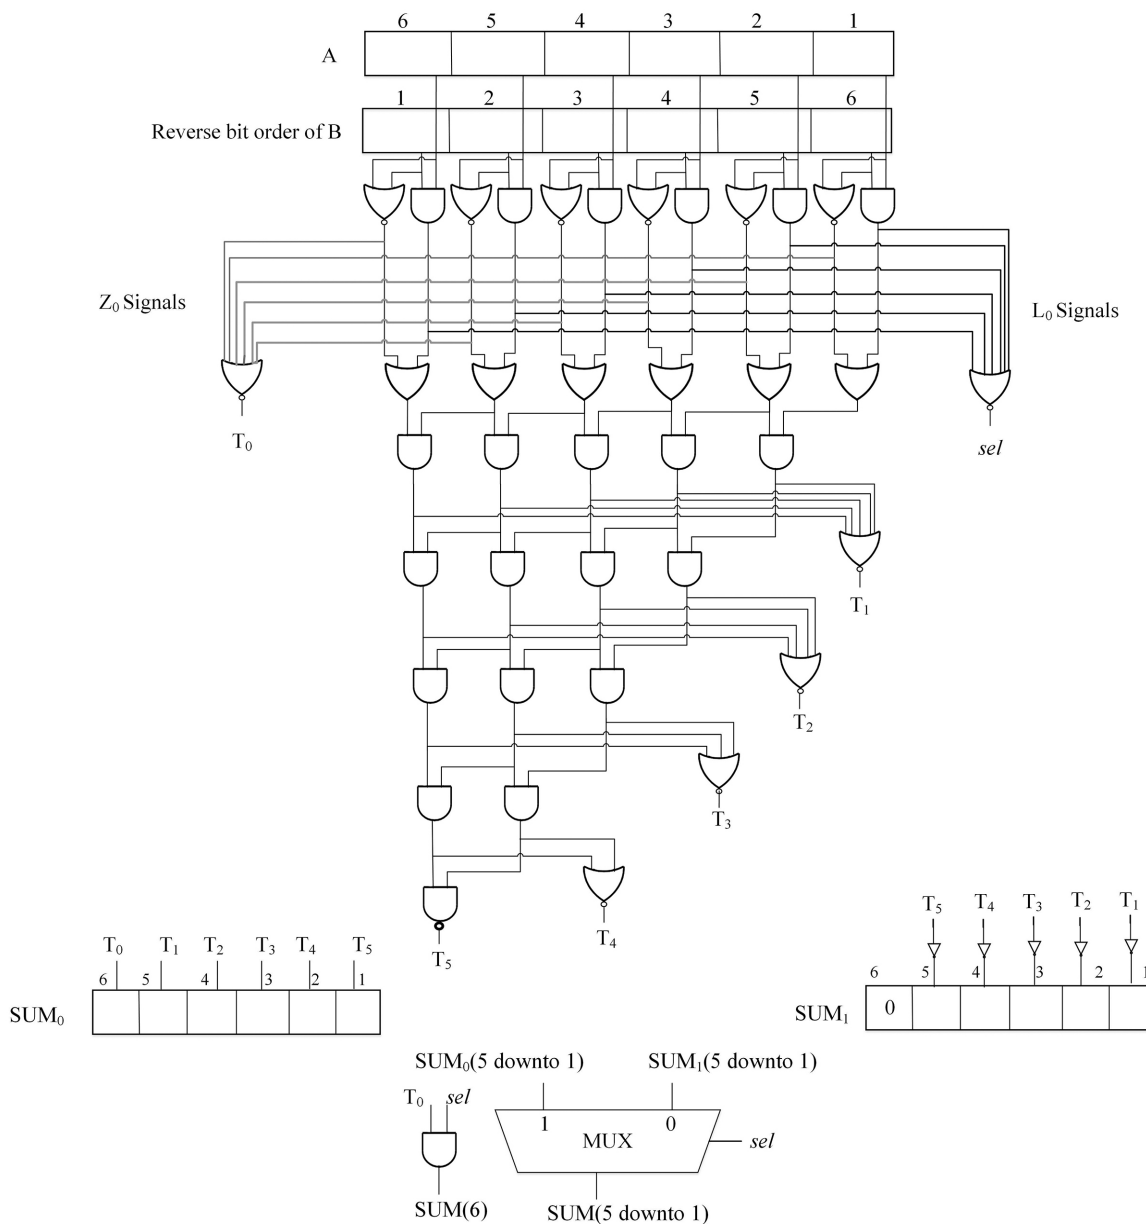 6 5 4 3 2 1
A
1 2 3 4 5 6
Reverse bit order of B
Z₀ Signals
L₀ Signals
T₀
sel
T₁
T₂
T₃
T₄
T₅
T₀ T₁ T₂ T₃ T₄ T₅
6 5 4 3 2 1
SUM₀
T₅ T₄ T₃ T₂ T₁
6 5 4 3 2 1
0
SUM₁
SUM₀(5 downto 1)
SUM₁(5 downto 1)
T₀ sel
1 0
MUX
sel
SUM(6)
SUM(5 downto 1)